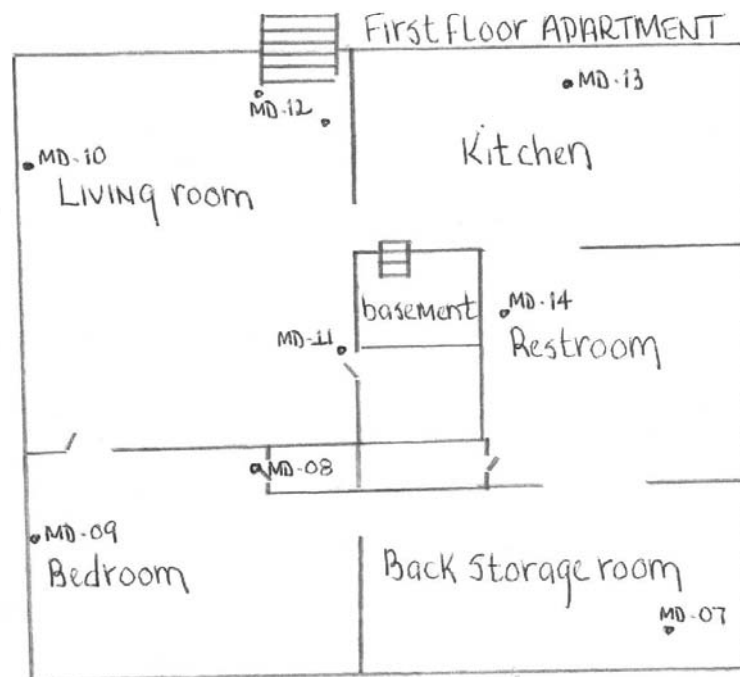 First floor APARTMENT
MD-13
MD-12
Kitchen
MD-10
Living room
basement
MD-14
MD-11
Restroom
MD-08
MD-09
Bedroom
Back Storage room
MD-07